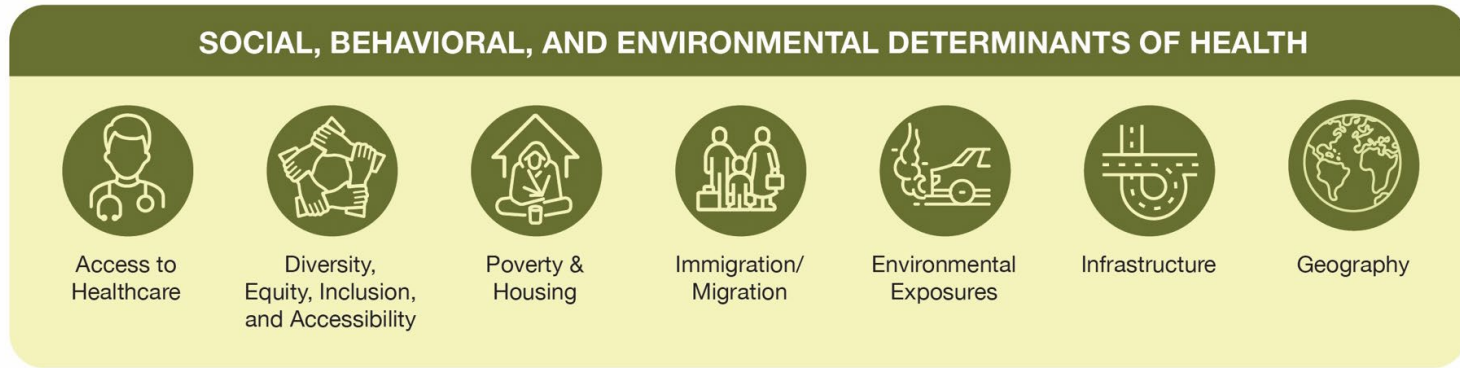 SOCIAL, BEHAVIORAL, AND ENVIRONMENTAL DETERMINANTS OF HEALTH
Access to
Healthcare
Diversity,
Equity, Inclusion,
and Accessibility
Poverty &
Housing
Immigration/
Migration
Environmental
Exposures
Infrastructure
Geography